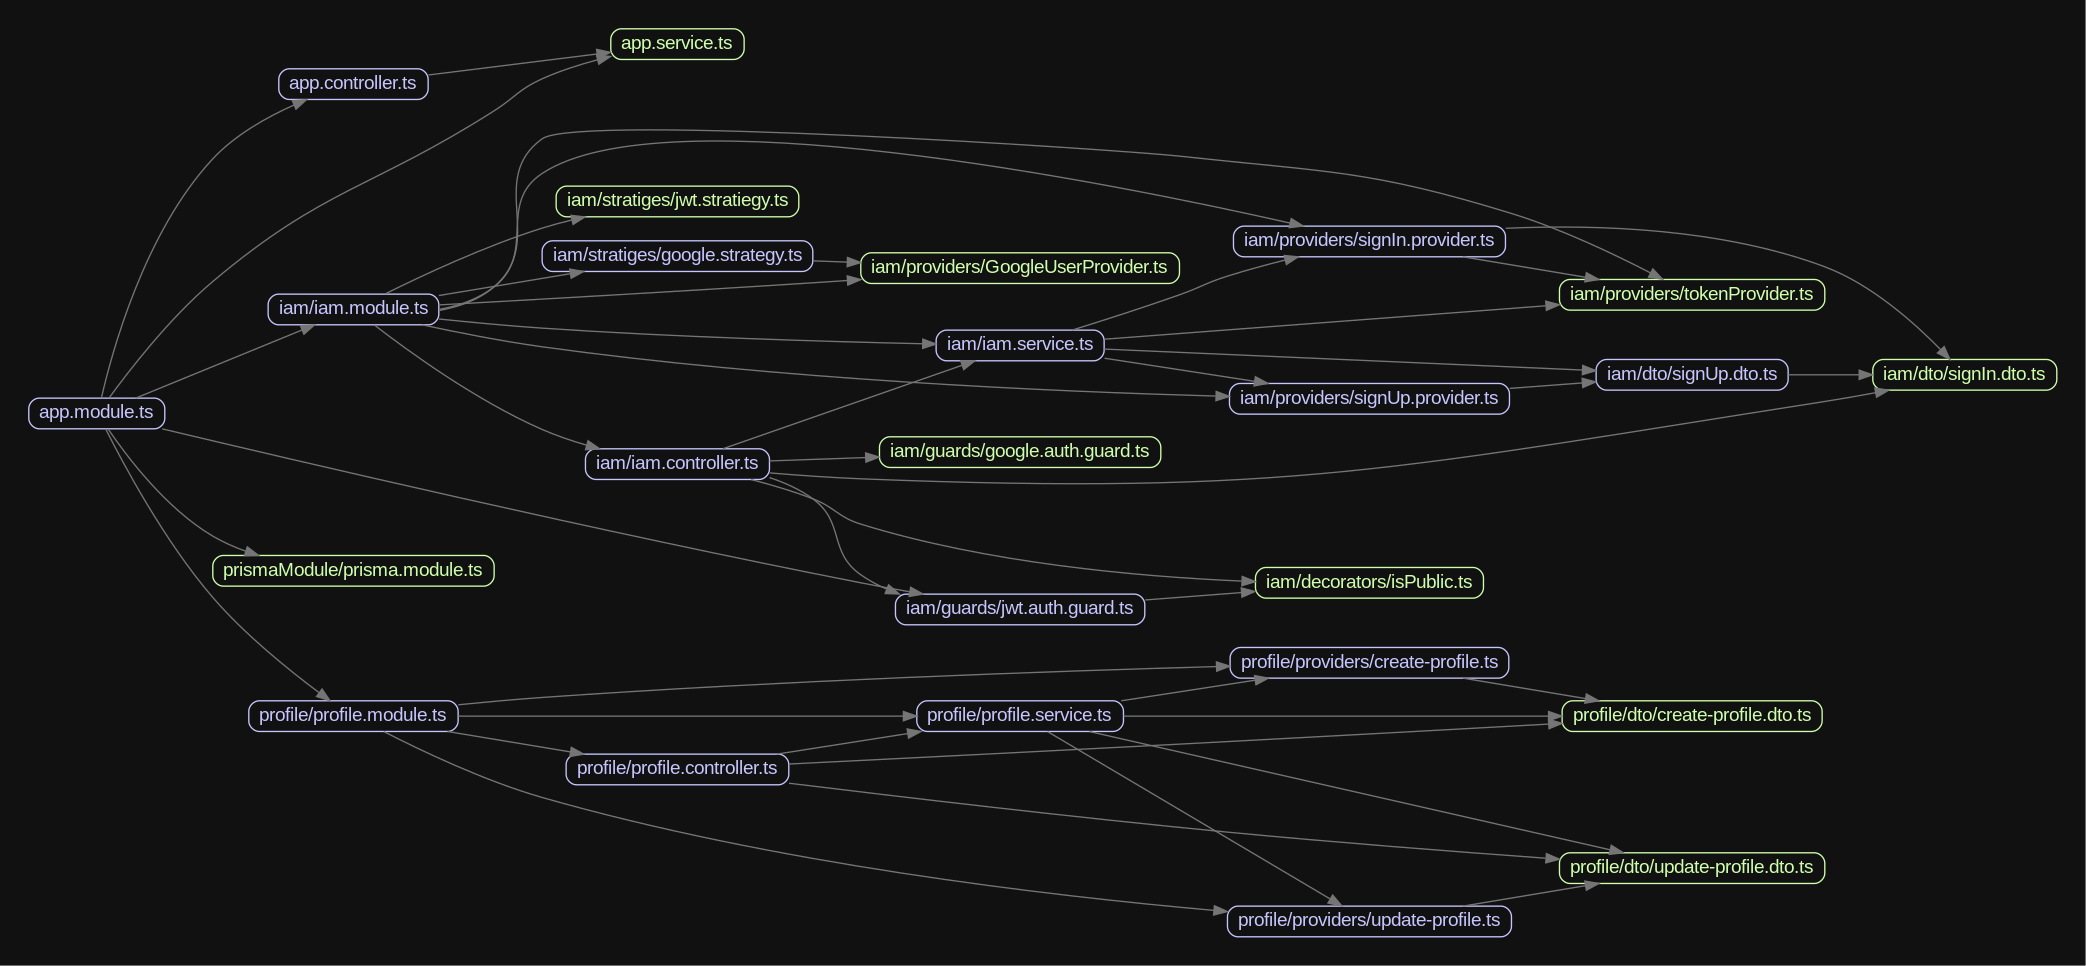 app.service.ts
app.controller.ts
iam/stratiges/jwt.stratiegy.ts
iam/providers/signIn.provider.ts
iam/stratiges/google.strategy.ts
iam/providers/GoogleUserProvider.ts
iam/providers/tokenProvider.ts
iam/iam.module.ts
iam/iam.service.ts
iam/dto/signUp.dto.ts
iam/dto/signIn.dto.ts
iam/providers/signUp.provider.ts
app.module.ts
iam/guards/google.auth.guard.ts
iam/iam.controller.ts
prismaModule/prisma.module.ts
iam/decorators/isPublic.ts
iam/guards/jwt.auth.guard.ts
profile/providers/create-profile.ts
profile/profile.module.ts
profile/profile.service.ts
profile/dto/create-profile.dto.ts
profile/profile.controller.ts
profile/dto/update-profile.dto.ts
profile/providers/update-profile.ts